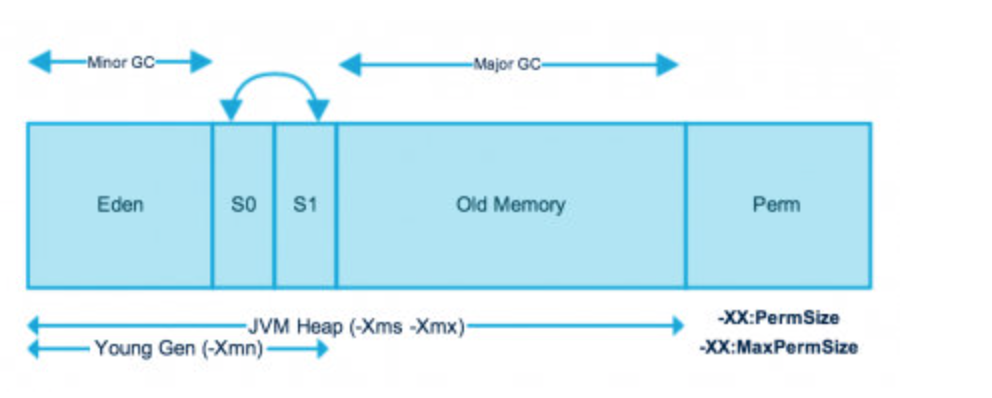 Minor GC
Major GC
Eden
S0
S1
Old Memory
Perm
JVM Heap (-Xms -Xmx)
Young Gen (-Xmn)
-XX:PermSize
-XX:MaxPermSize